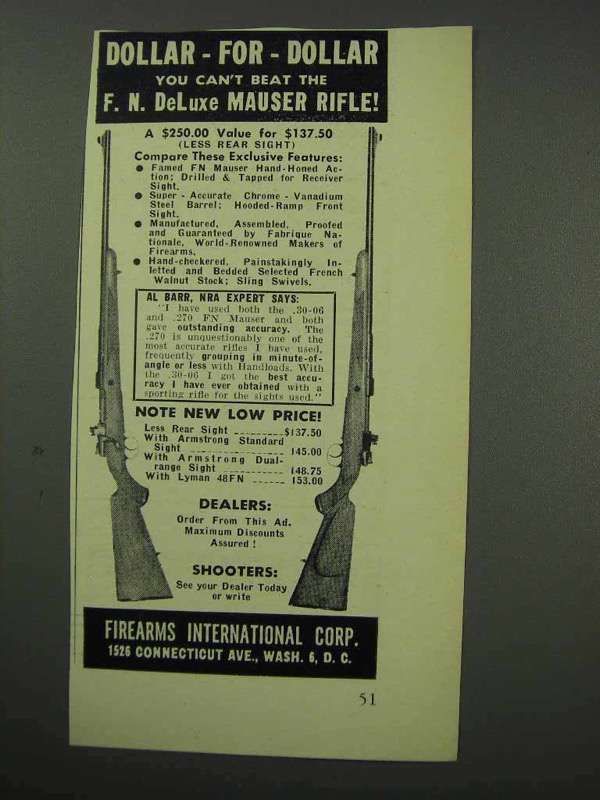 DOLLAR - FOR - DOLLAR
YOU CAN'T BEAT THE
F. N. DeLuxe MAUSER RIFLE!
A $250.00 Value for $137.50
(LESS REAR SIGHT)
Compare These Exclusive Features:
● Famed FN Mauser Hand-Honed Ac-
tion; Drilled & Tapped for Receiver
Sight.
● Super - Accurate Chrome - Vanadium
Steel Barrel; Hooded-Ramp Front
Sight.
● Manufactured, Assembled, Proofed
and Guaranteed by Fabrique Na-
tionale, World-Renowned Makers of
Firearms.
● Hand-checkered, Painstakingly In-
letted and Bedded Selected French
Walnut Stock; Sling Swivels.
AL BARR, NRA EXPERT SAYS:
"I have used both the .30-06
and .270 FN Mauser and both
gave outstanding accuracy. The
.270 is unquestionably one of the
most accurate rifles I have used,
frequently grouping in minute-of-
angle or less with Handloads. With
the .30-06 I got the best accu-
racy I have ever obtained with a
sporting rifle for the sights used."
NOTE NEW LOW PRICE!
Less Rear Sight ---------- $137.50
With Armstrong Standard
Sight ---------- 145.00
With Armstrong Dual-
range Sight ---------- 148.75
With Lyman 48FN ------ 153.00
DEALERS:
Order From This Ad.
Maximum Discounts
Assured!
SHOOTERS:
See your Dealer Today
or write
FIREARMS INTERNATIONAL CORP.
1526 CONNECTICUT AVE., WASH. 6, D. C.
51